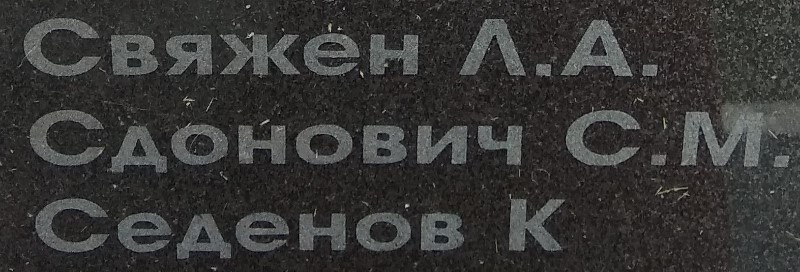 Свяжен Л.А.
Сдонович С.М.
Седенов К